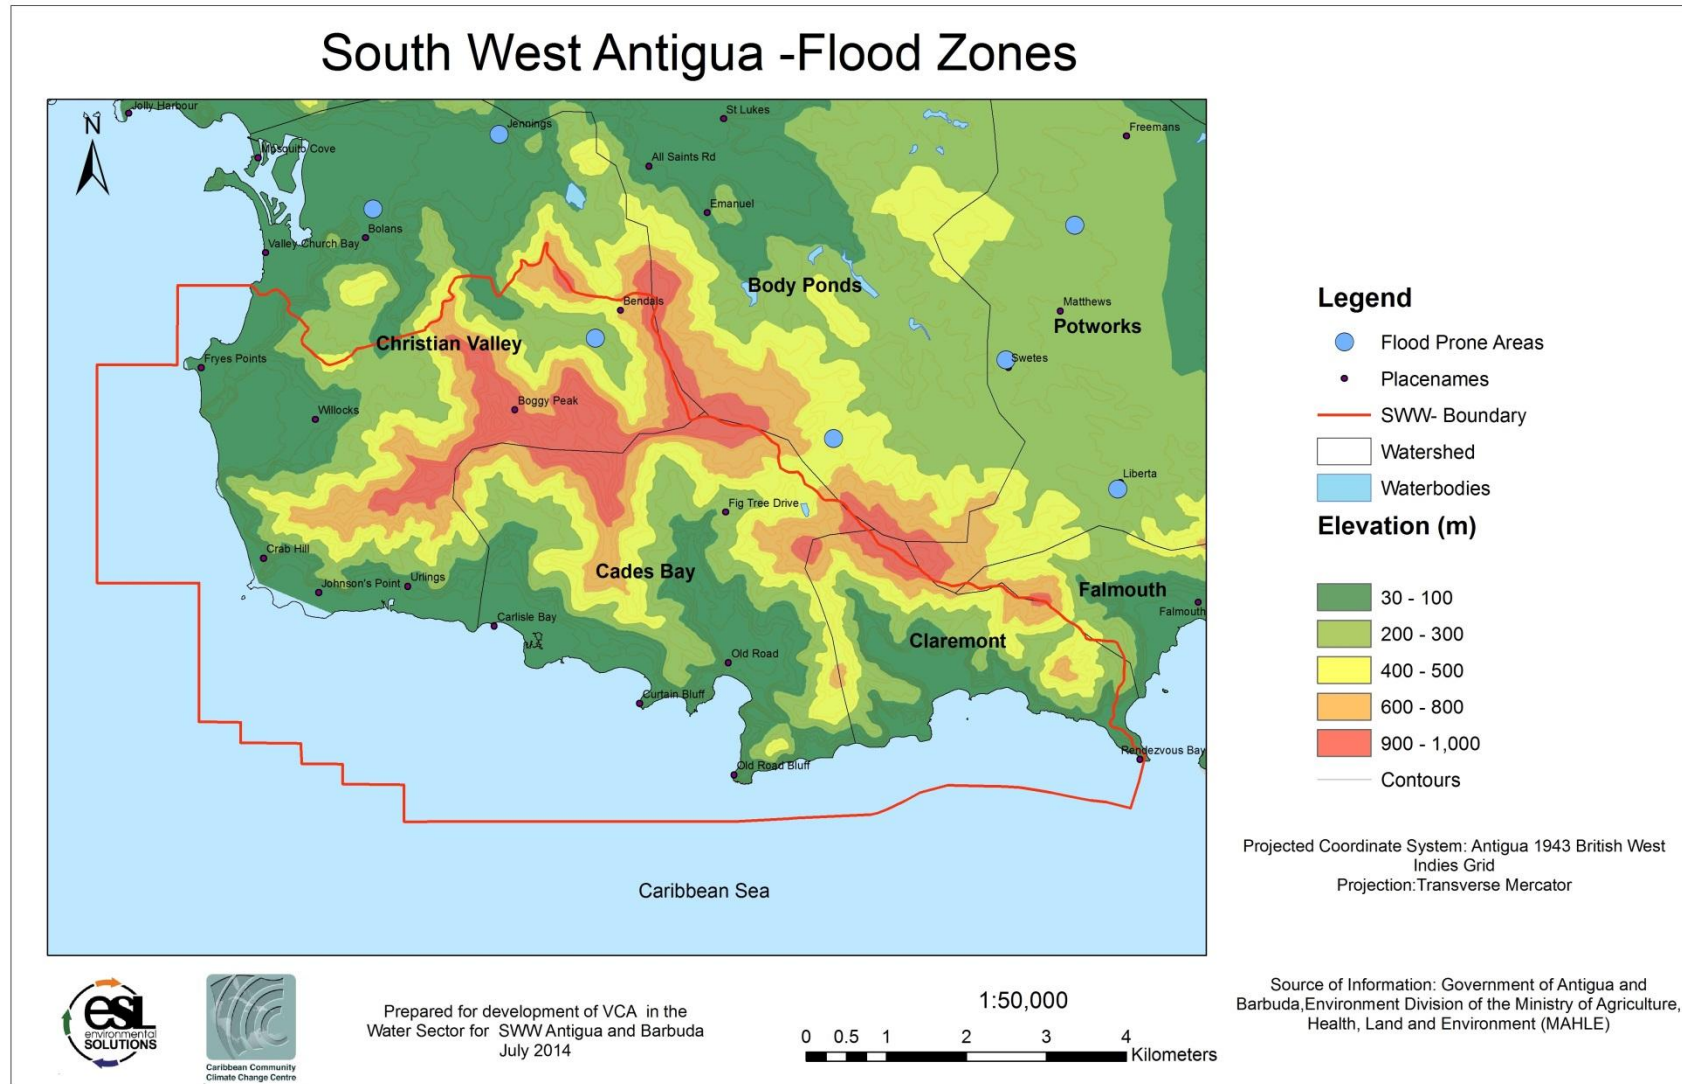 South West Antigua -Flood Zones
N
Jolly Harbour
Mosquito Cove
Jennings
St Lukes
Freemans
All Saints Rd
Emanuel
Bolans
Valley Church Bay
Body Ponds
Bendals
Matthews
Potworks
Christian Valley
Fryes Points
Swetes
Boggy Peak
Willocks
Liberta
Fig Tree Drive
Crab Hill
Cades Bay
Johnson's Point
Urlings
Falmouth
Falmouth
Carlisle Bay
Claremont
Old Road
Curtain Bluff
Rendezvous Bay
Old Road Bluff
Caribbean Sea
Legend
Flood Prone Areas
Placenames
SWW- Boundary
Watershed
Waterbodies
Elevation (m)
30 - 100
200 - 300
400 - 500
600 - 800
900 - 1,000
Contours
Projected Coordinate System: Antigua 1943 British West
Indies Grid
Projection:Transverse Mercator
Source of Information: Government of Antigua and
Barbuda,Environment Division of the Ministry of Agriculture,
Health, Land and Environment (MAHLE)
esl
environmental
SOLUTIONS
Caribbean Community
Climate Change Centre
Prepared for development of VCA in the
Water Sector for SWW Antigua and Barbuda
July 2014
1:50,000
0 0.5 1 2 3 4
Kilometers